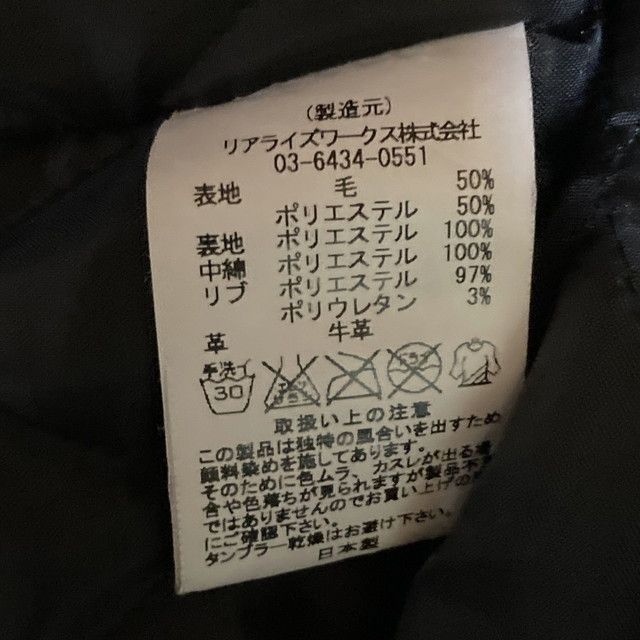 （製造元）
リアライズワークス株式会社
03-6434-0551
表地 毛 50%
ポリエステル 50%
裏地 ポリエステル 100%
中綿 ポリエステル 100%
リブ ポリエステル 97%
ポリウレタン 3%
革 牛革
手洗イ
30
取扱い上の注意
この製品は独特の風合いを出すため
顔料染めを施してあります。
そのために色ムラ、カスレが出る場
合や色落ちが見られますが製品不
ではありませんのでお買い上げの
にご確認下さい。
タンブラー乾燥はお避け下さい。
日本製